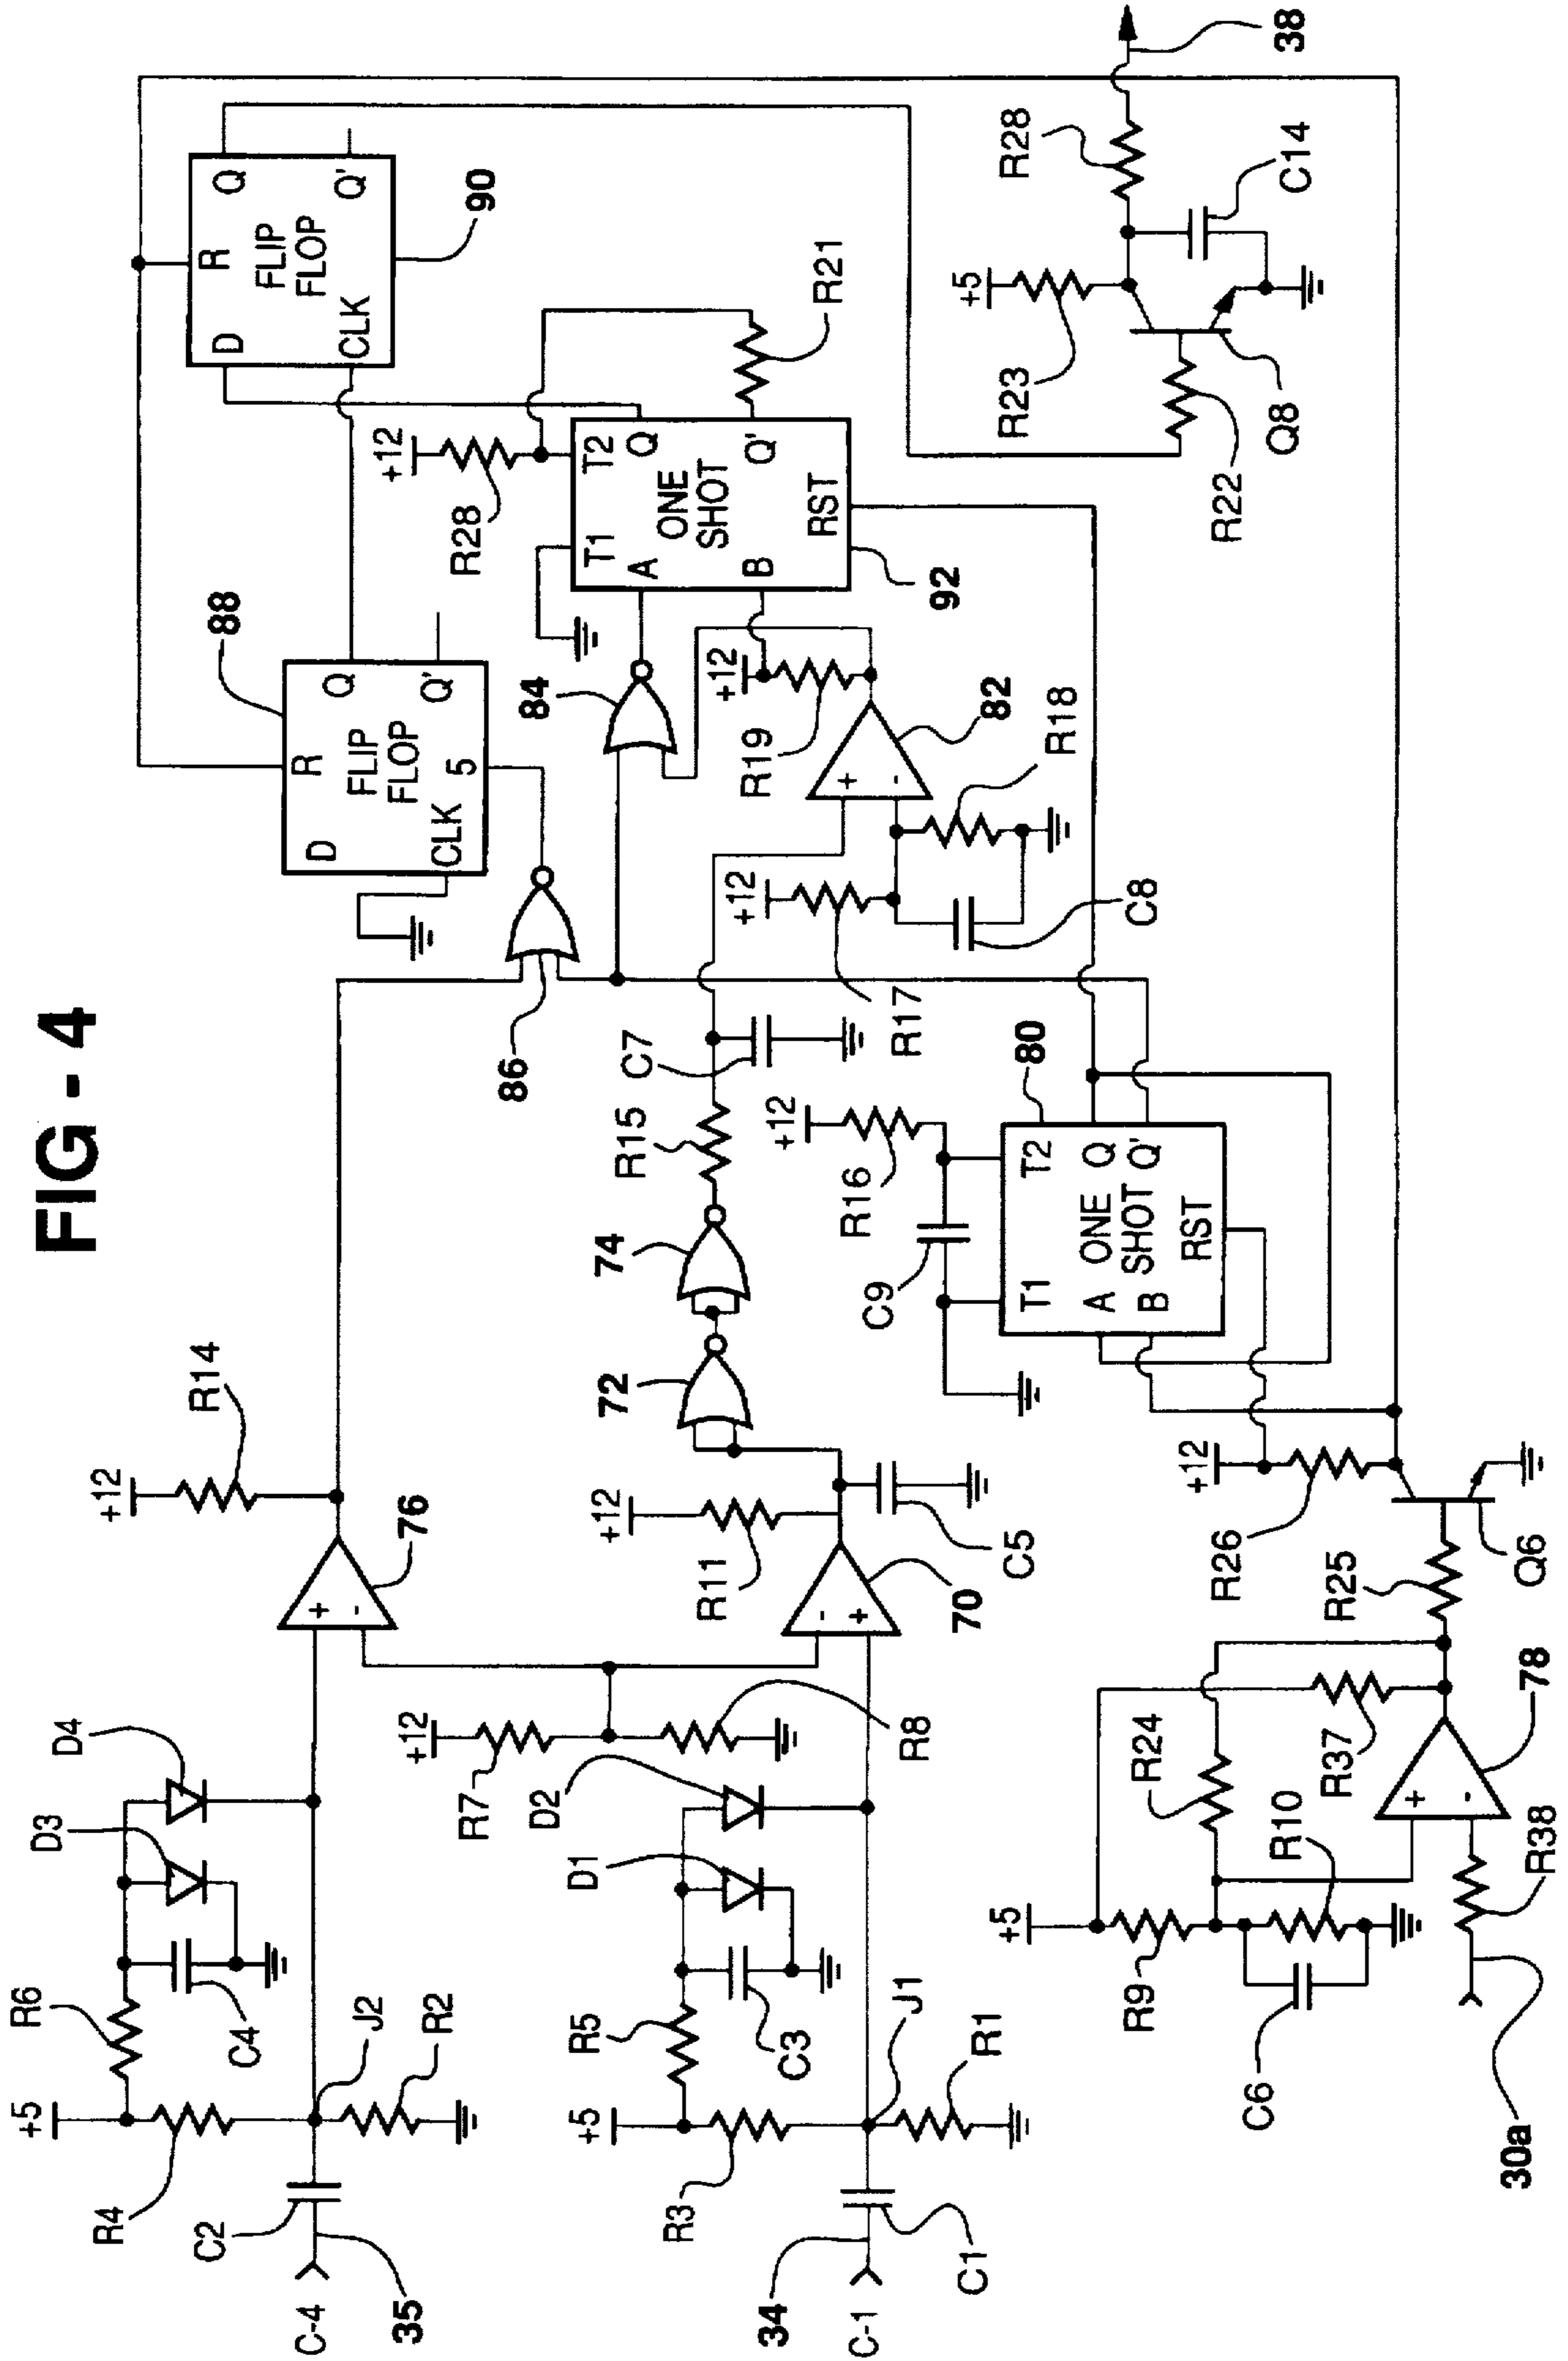 FIG - 4
C-4
35
C2
R4
+5
R6
C4
J2
R2
D3
D4
+12
R14
76
C-1
34
C1
R3
+5
R5
C3
J1
R1
D1
D2
+12
R7
R8
+
-
-
+
70
+12
R11
C5
72
74
R15
C7
86
88
R
D
Q
FLIP
FLOP
CLK
5
Q'
R
D
Q
FLIP
FLOP
CLK
Q'
90
84
+12
R28
T1
T2
A
Q
ONE
SHOT
B
Q'
RST
92
R21
+12
R19
+
-
82
R18
+12
R17
C8
+12
R16
C9
80
T1
T2
A
ONE
Q
B
SHOT
Q'
RST
30a
R38
+5
R9
C6
R10
R24
R37
+
-
78
R25
+12
R26
Q6
R22
Q8
+5
R23
R28
C14
38